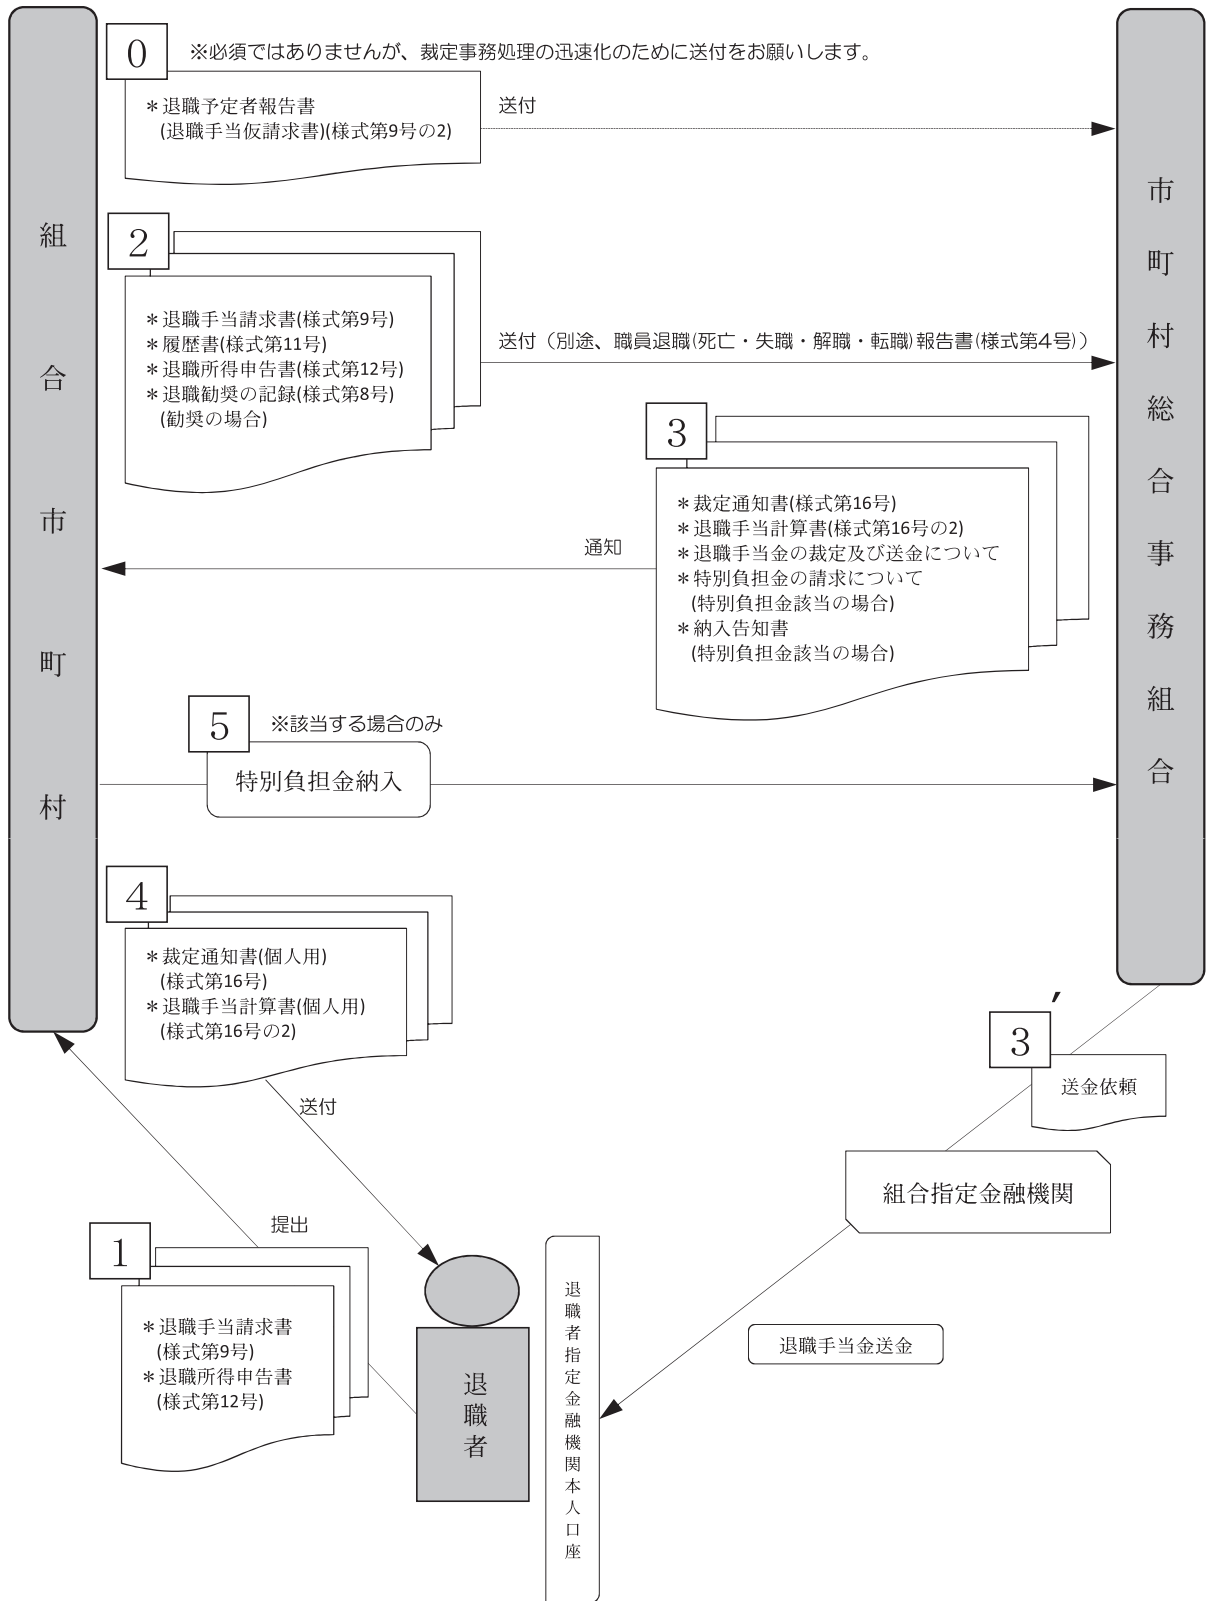 組合市町村
市町村総合事務組合
0
※必須ではありませんが、裁定事務処理の迅速化のために送付をお願いします。
＊退職予定者報告書
(退職手当仮請求書)(様式第9号の2)
送付
2
＊退職手当請求書(様式第9号)
＊履歴書(様式第11号)
＊退職所得申告書(様式第12号)
＊退職勧奨の記録(様式第8号)
(勧奨の場合)
送付（別途、職員退職(死亡・失職・解職・転職)報告書(様式第4号)）
3
＊裁定通知書(様式第16号)
＊退職手当計算書(様式第16号の2)
＊退職手当金の裁定及び送金について
＊特別負担金の請求について
(特別負担金該当の場合)
＊納入告知書
(特別負担金該当の場合)
通知
5
※該当する場合のみ
特別負担金納入
4
＊裁定通知書(個人用)
(様式第16号)
＊退職手当計算書(個人用)
(様式第16号の2)
送付
3′
送金依頼
組合指定金融機関
提出
1
＊退職手当請求書
(様式第9号)
＊退職所得申告書
(様式第12号)
退職者
退職者指定金融機関本人口座
退職手当金送金